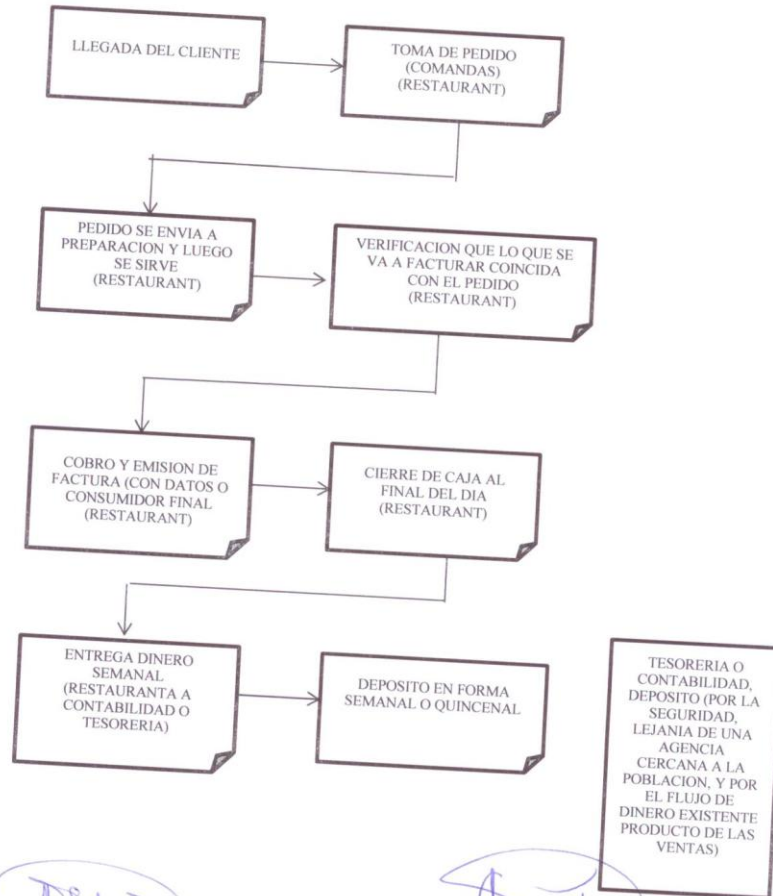 LLEGADA DEL CLIENTE
TOMA DE PEDIDO
(COMANDAS)
(RESTAURANT)
PEDIDO SE ENVIA A
PREPARACION Y LUEGO
SE SIRVE
(RESTAURANT)
VERIFICACION QUE LO QUE SE
VA A FACTURAR COINCIDA
CON EL PEDIDO
(RESTAURANT)
COBRO Y EMISION DE
FACTURA (CON DATOS O
CONSUMIDOR FINAL
(RESTAURANT)
CIERRE DE CAJA AL
FINAL DEL DIA
(RESTAURANT)
ENTREGA DINERO
SEMANAL
(RESTAURANTA A
CONTABILIDAD O
TESORERIA)
DEPOSITO EN FORMA
SEMANAL O QUINCENAL
TESORERIA O
CONTABILIDAD,
DEPOSITO (POR LA
SEGURIDAD,
LEJANIA DE UNA
AGENCIA
CERCANA A LA
POBLACION, Y POR
EL FLUJO DE
DINERO EXISTENTE
PRODUCTO DE LAS
VENTAS)